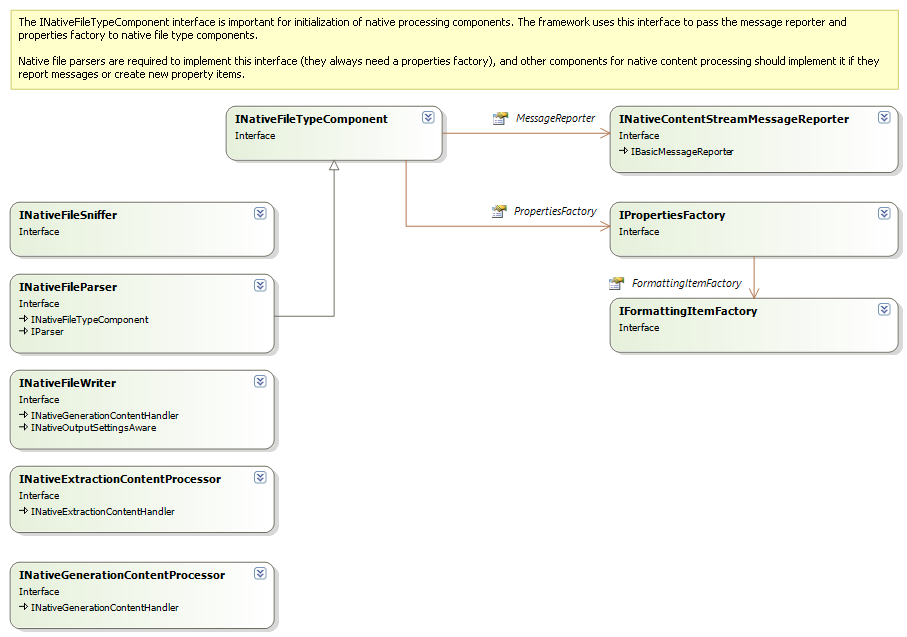 The INativeFileTypeComponent interface is important for initialization of native processing components. The framework uses this interface to pass the message reporter and
properties factory to native file type components.
Native file parsers are required to implement this interface (they always need a properties factory), and other components for native content processing should implement it if they
report messages or create new property items.
INativeFileTypeComponent
Interface
MessageReporter
INativeContentStreamMessageReporter
Interface
IBasicMessageReporter
INativeFileSniffer
Interface
PropertiesFactory
IPropertiesFactory
Interface
INativeFileParser
Interface
INativeFileTypeComponent
IParser
FormattingItemFactory
IFormattingItemFactory
Interface
INativeFileWriter
Interface
INativeGenerationContentHandler
INativeOutputSettingsAware
INativeExtractionContentProcessor
Interface
INativeExtractionContentHandler
INativeGenerationContentProcessor
Interface
INativeGenerationContentHandler